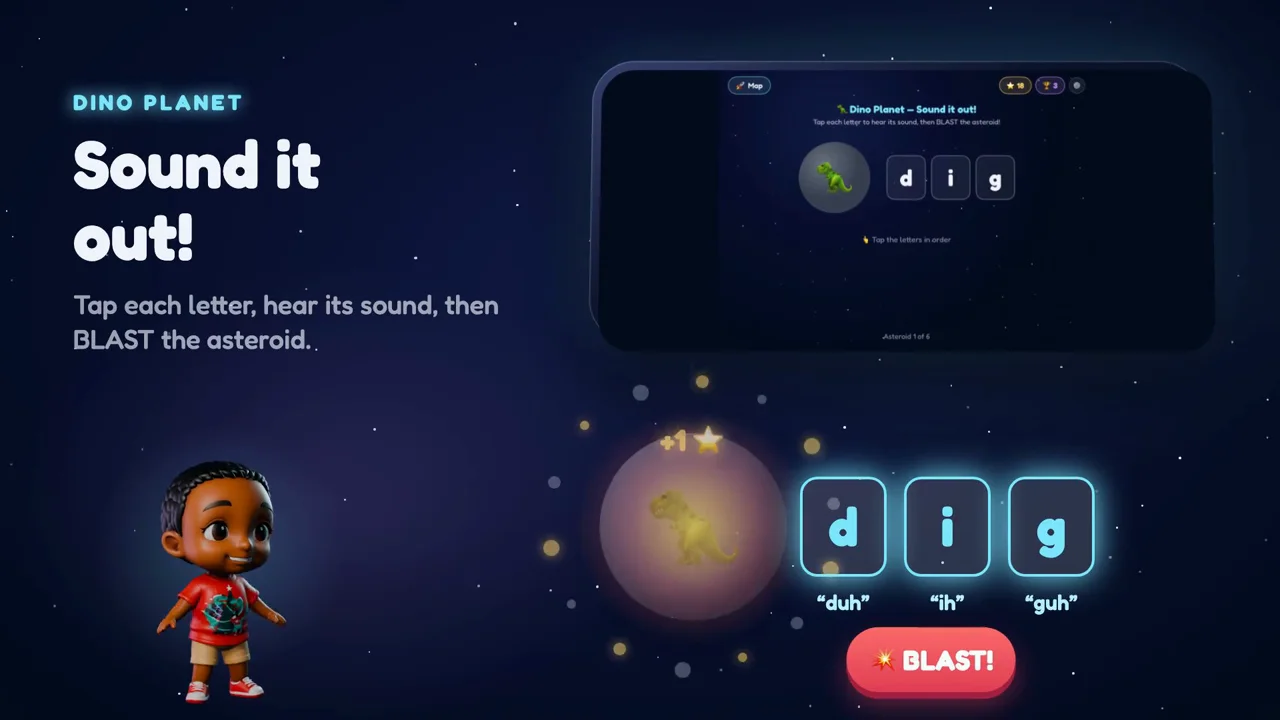 DINO PLANET
Sound it
out!
Tap each letter, hear its sound, then
BLAST the asteroid.
Map
18
3
Dino Planet – Sound it out!
Tap each letter to hear its sound, then BLAST the asteroid!
d i g
Tap the letters in order
Asteroid 1 of 6
+1
d i g
“duh” “ih” “guh”
BLAST!